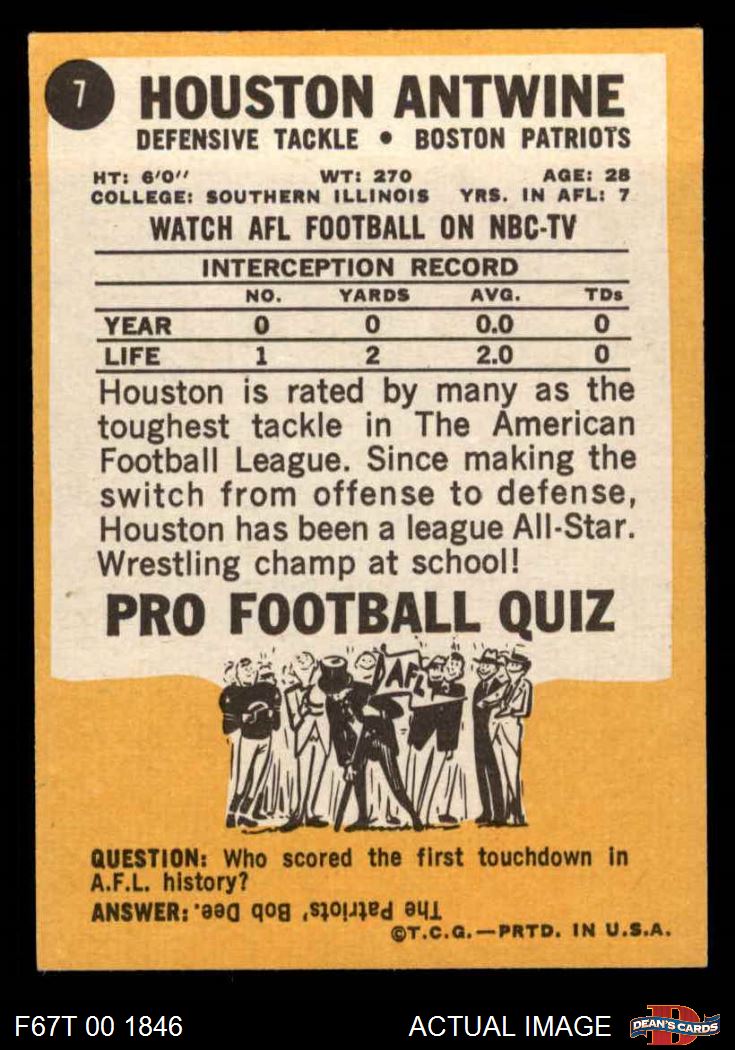 7
HOUSTON ANTWINE
DEFENSIVE TACKLE • BOSTON PATRIOTS
HT: 6'0'' WT: 270 AGE: 28
COLLEGE: SOUTHERN ILLINOIS YRS. IN AFL: 7
WATCH AFL FOOTBALL ON NBC-TV
INTERCEPTION RECORD
NO. YARDS AVG. TDs
YEAR 0 0 0.0 0
LIFE 1 2 2.0 0
Houston is rated by many as the
toughest tackle in The American
Football League. Since making the
switch from offense to defense,
Houston has been a league All-Star.
Wrestling champ at school!
PRO FOOTBALL QUIZ
AFL
QUESTION: Who scored the first touchdown in
A.F.L. history?
ANSWER: The Patriots' Bob Dee.
©T.C.G.—PRTD. IN U.S.A.
F67T 00 1846 ACTUAL IMAGE
D
DEAN'S CARDS